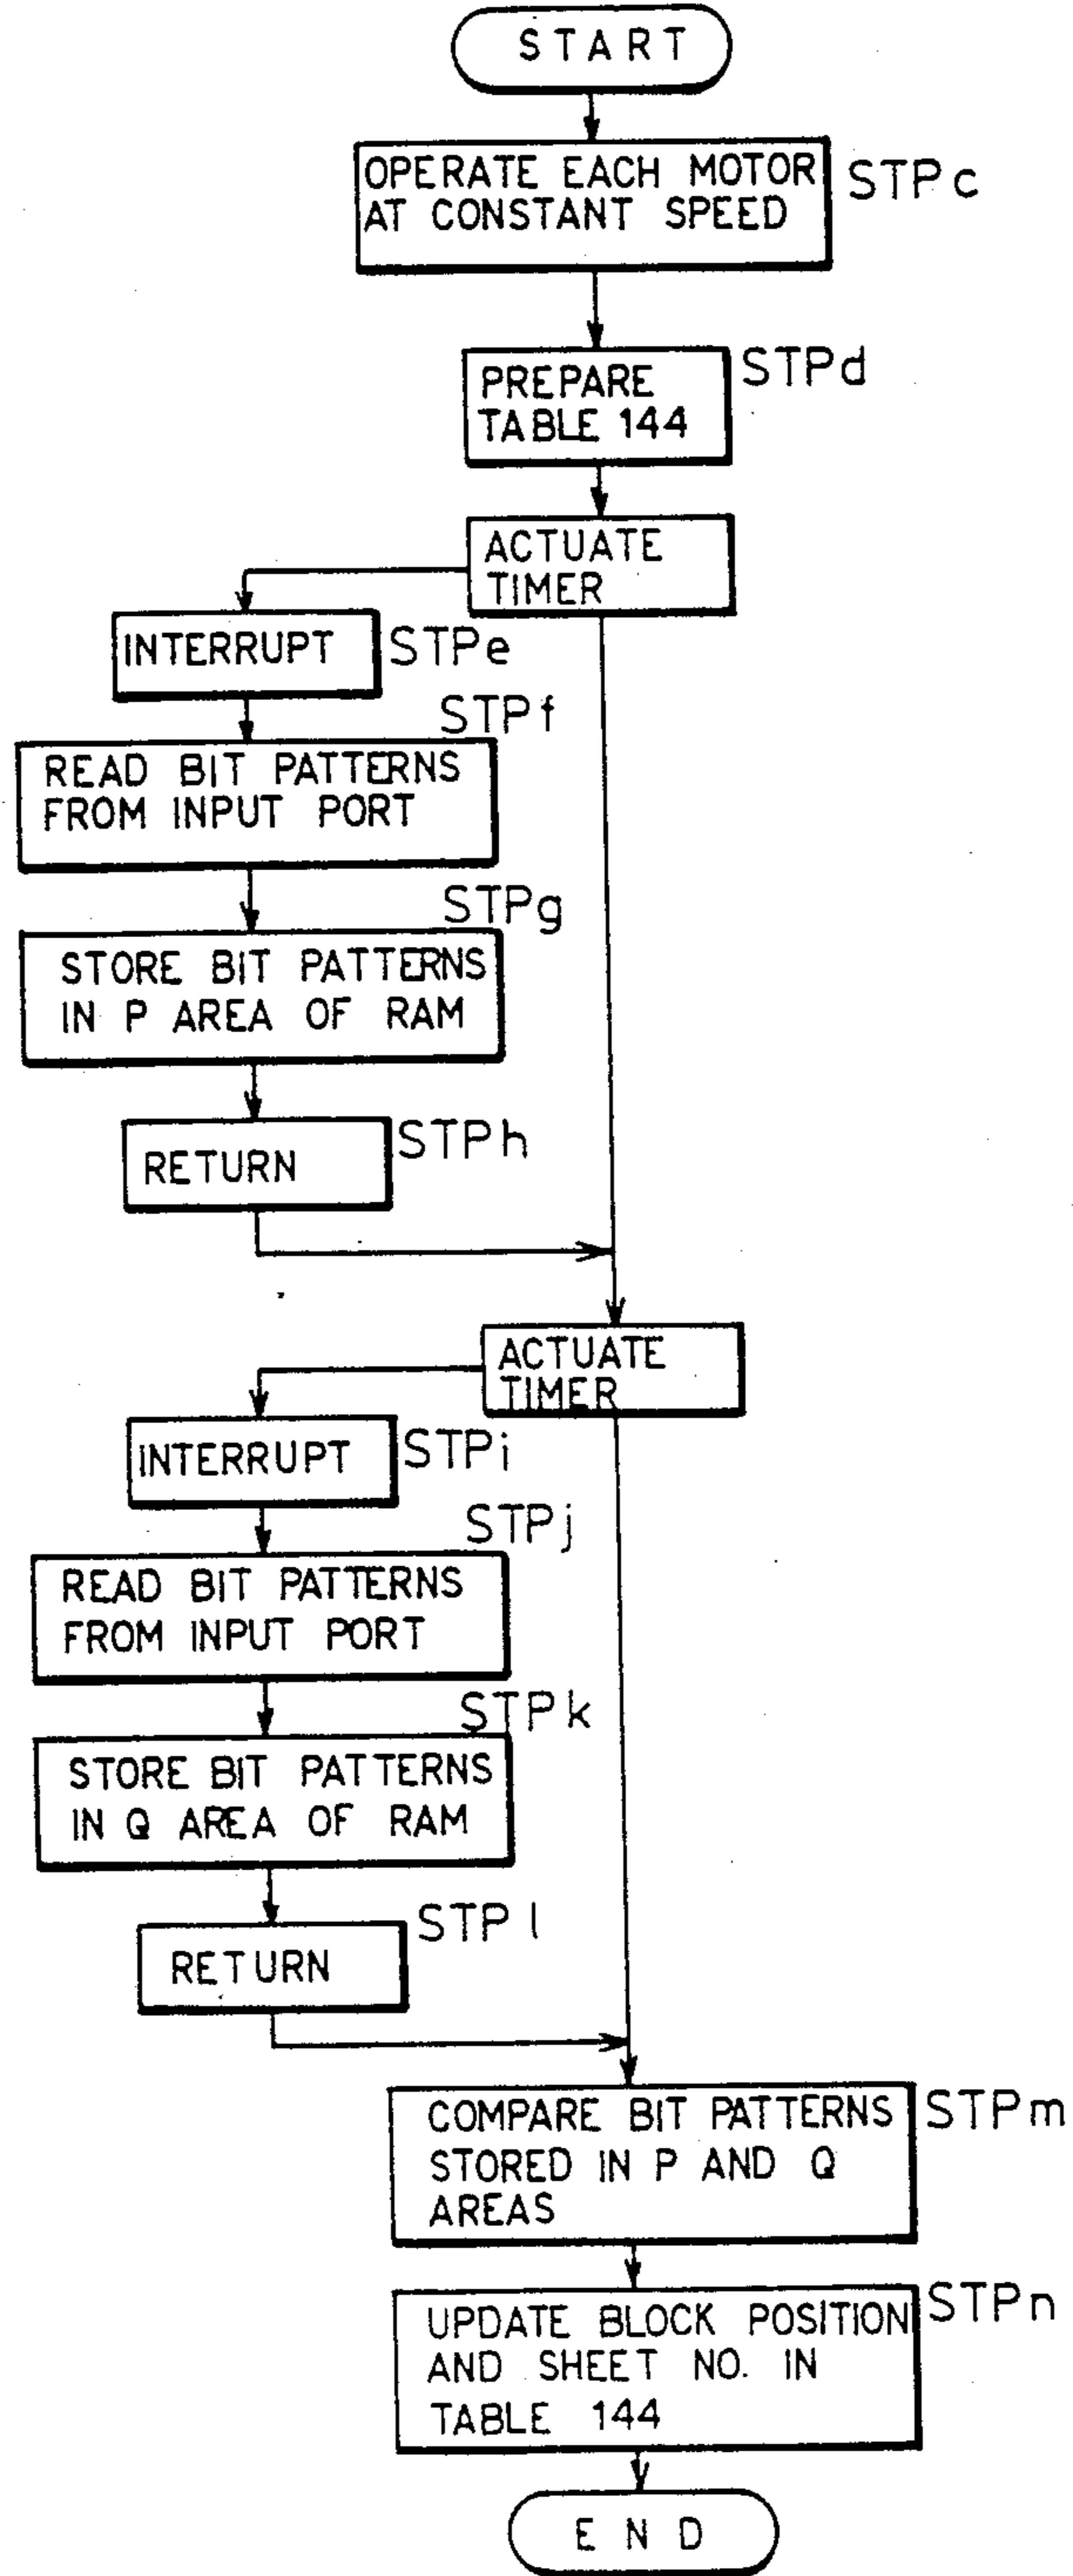 START
OPERATE EACH MOTOR
AT CONSTANT SPEED
STPc
PREPARE
TABLE 144
STPd
ACTUATE
TIMER
INTERRUPT
STPe
STPf
READ BIT PATTERNS
FROM INPUT PORT
STPg
STORE BIT PATTERNS
IN P AREA OF RAM
STPh
RETURN
ACTUATE
TIMER
INTERRUPT
STPi
STPj
READ BIT PATTERNS
FROM INPUT PORT
STPk
STORE BIT PATTERNS
IN Q AREA OF RAM
STPl
RETURN
COMPARE BIT PATTERNS
STORED IN P AND Q
AREAS
STPm
UPDATE BLOCK POSITION
AND SHEET NO. IN
TABLE 144
STPn
END